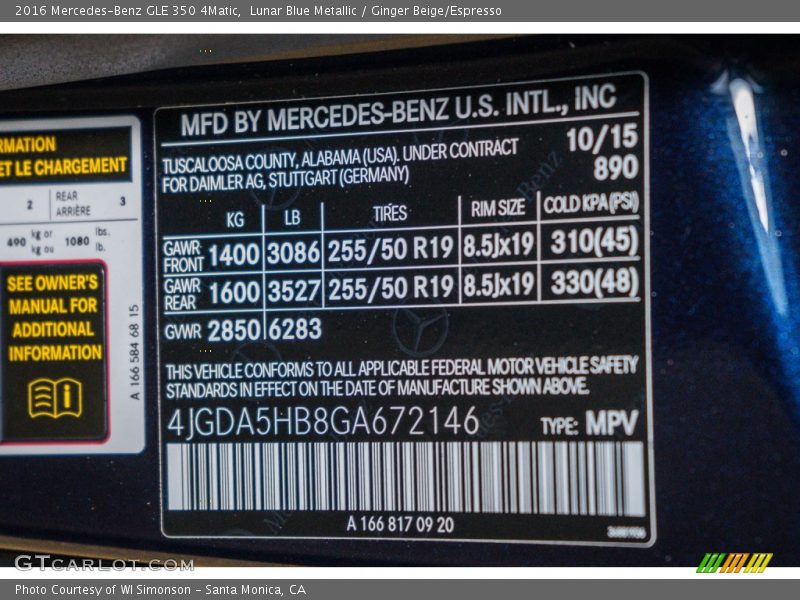 2016 Mercedes-Benz GLE 350 4Matic,  Lunar Blue Metallic / Ginger Beige/Espresso
RMATION
ET LE CHARGEMENT
2 REAR ARRIÈRE 3
490 kg or kg ou 1080 lbs. lb.
SEE OWNER'S
MANUAL FOR
ADDITIONAL
INFORMATION
A 166 584 68 15
MFD BY MERCEDES-BENZ U.S. INTL., INC
TUSCALOOSA COUNTY, ALABAMA (USA). UNDER CONTRACT
FOR DAIMLER AG, STUTTGART (GERMANY)
10/15
890
KG LB TIRES RIM SIZE COLD KPA (PSI)
GAWR FRONT 1400 3086 255/50 R19 8.5Jx19 310(45)
GAWR REAR 1600 3527 255/50 R19 8.5Jx19 330(48)
GVWR 2850 6283
THIS VEHICLE CONFORMS TO ALL APPLICABLE FEDERAL MOTOR VEHICLE SAFETY
STANDARDS IN EFFECT ON THE DATE OF MANUFACTURE SHOWN ABOVE.
4JGDA5HB8GA672146 TYPE: MPV
A 166 817 09 20
GTCARLOT.COM
Photo Courtesy of WI Simonson - Santa Monica, CA